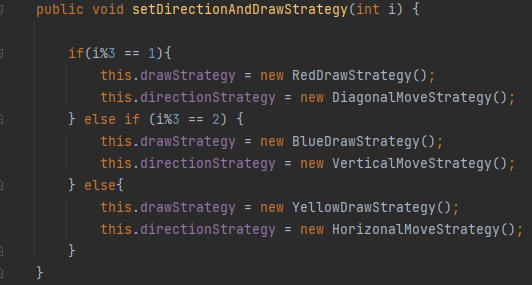 public void setDirectionAndDrawStrategy(int i) {
if(i%3 == 1){
this.drawStrategy = new RedDrawStrategy();
this.directionStrategy = new DiagonalMoveStrategy();
} else if (i%3 == 2) {
this.drawStrategy = new BlueDrawStrategy();
this.directionStrategy = new VerticalMoveStrategy();
} else{
this.drawStrategy = new YellowDrawStrategy();
this.directionStrategy = new HorizonalMoveStrategy();
}
}